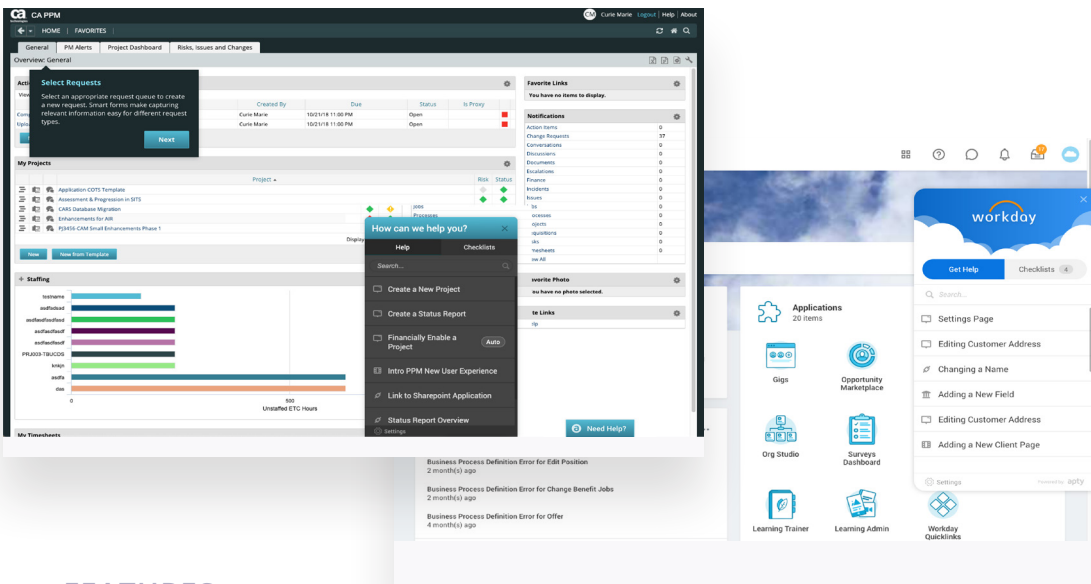 ca CA PPM
technologies
CM Curie Marie Logout Help About
HOME FAVORITES
General PM Alerts Project Dashboard Risks, Issues and Changes
Overview: General
Select Requests
Select an appropriate request queue to create
a new request. Smart forms make capturing
relevant information easy for different request
types.
Next
Created By Due Status Is Proxy
Curie Marie 10/21/18 11:00 PM Open
Curie Marie 10/21/18 11:00 PM Open
My Projects
Project Risk Status
Application COTS Template
Assessment & Progression in SITS
CARS Database Migration
Enhancements for AIR
PJ3456-CAM Small Enhancements Phase 1
Display
New New from Template
Staffing
testname
asdfadsad
asdfasdfasfasd
asdfasdfasdf
asdfasdfasdf
PRJ003-TBUCDS
knkjn
asdfa
das
0 500
Unstaffed ETC Hours
My Timesheets
Favorite Links
You have no items to display.
Notifications
Action Items 0
Change Requests 37
Conversations 0
Discussions 0
Documents 0
Escalations 0
Finance 0
Incidents 0
Issues 0
Jobs 0
Processes 0
How can we help you?
Help Checklists
Search...
Create a New Project
Create a Status Report
Financially Enable a
Project Auto
Intro PPM New User Experience
Link to Sharepoint Application
Status Report Overview
Settings
Need Help?
Business Process Definition Error for Edit Position
2 month(s) ago
Business Process Definition Error for Change Benefit Jobs
2 month(s) ago
Business Process Definition Error for Offer
4 month(s) ago
Applications
20 items
Gigs
Opportunity
Marketplace
Org Studio
Surveys
Dashboard
Learning Trainer
Learning Admin
Workday
Quicklinks
workday
Get Help Checklists 4
Search...
Settings Page
Editing Customer Address
Changing a Name
Adding a New Field
Editing Customer Address
Adding a New Client Page
Settings Powered by apty